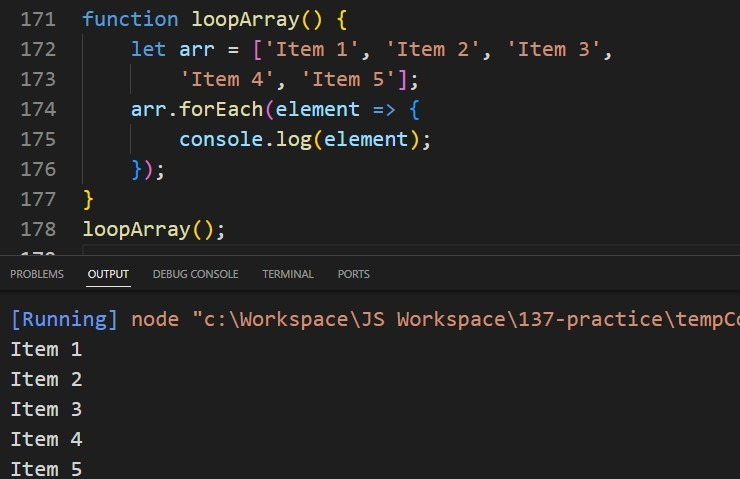 171 function loopArray() {
172 let arr = ['Item 1', 'Item 2', 'Item 3',
173 'Item 4', 'Item 5'];
174 arr.forEach(element => {
175 console.log(element);
176 });
177 }
178 loopArray();
PROBLEMS OUTPUT DEBUG CONSOLE TERMINAL PORTS
[Running] node "c:\Workspace\JS Workspace\137-practice\tempCo
Item 1
Item 2
Item 3
Item 4
Item 5